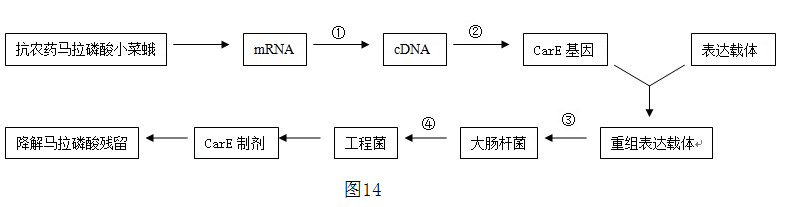 抗农药马拉磷酸小菜蛾 mRNA ① cDNA ② CarE 基因 表达载体
降解马拉磷酸残留 CarE 制剂 工程菌 ④ 大肠杆菌 ③ 重组表达载体↵
图14